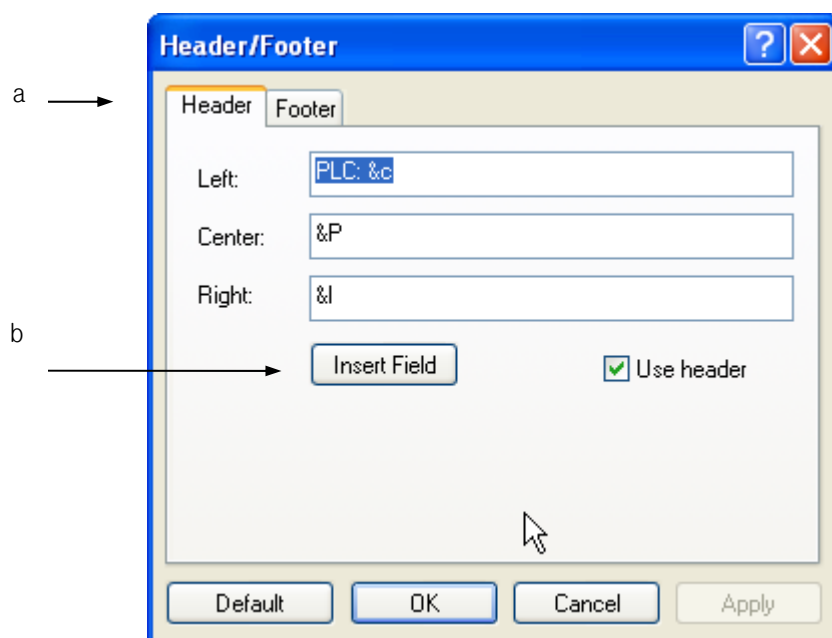 Header/Footer
a
Header Footer
Left: PLC: &c
Center: &P
Right: &I
b
Insert Field Use header
Default OK Cancel Apply